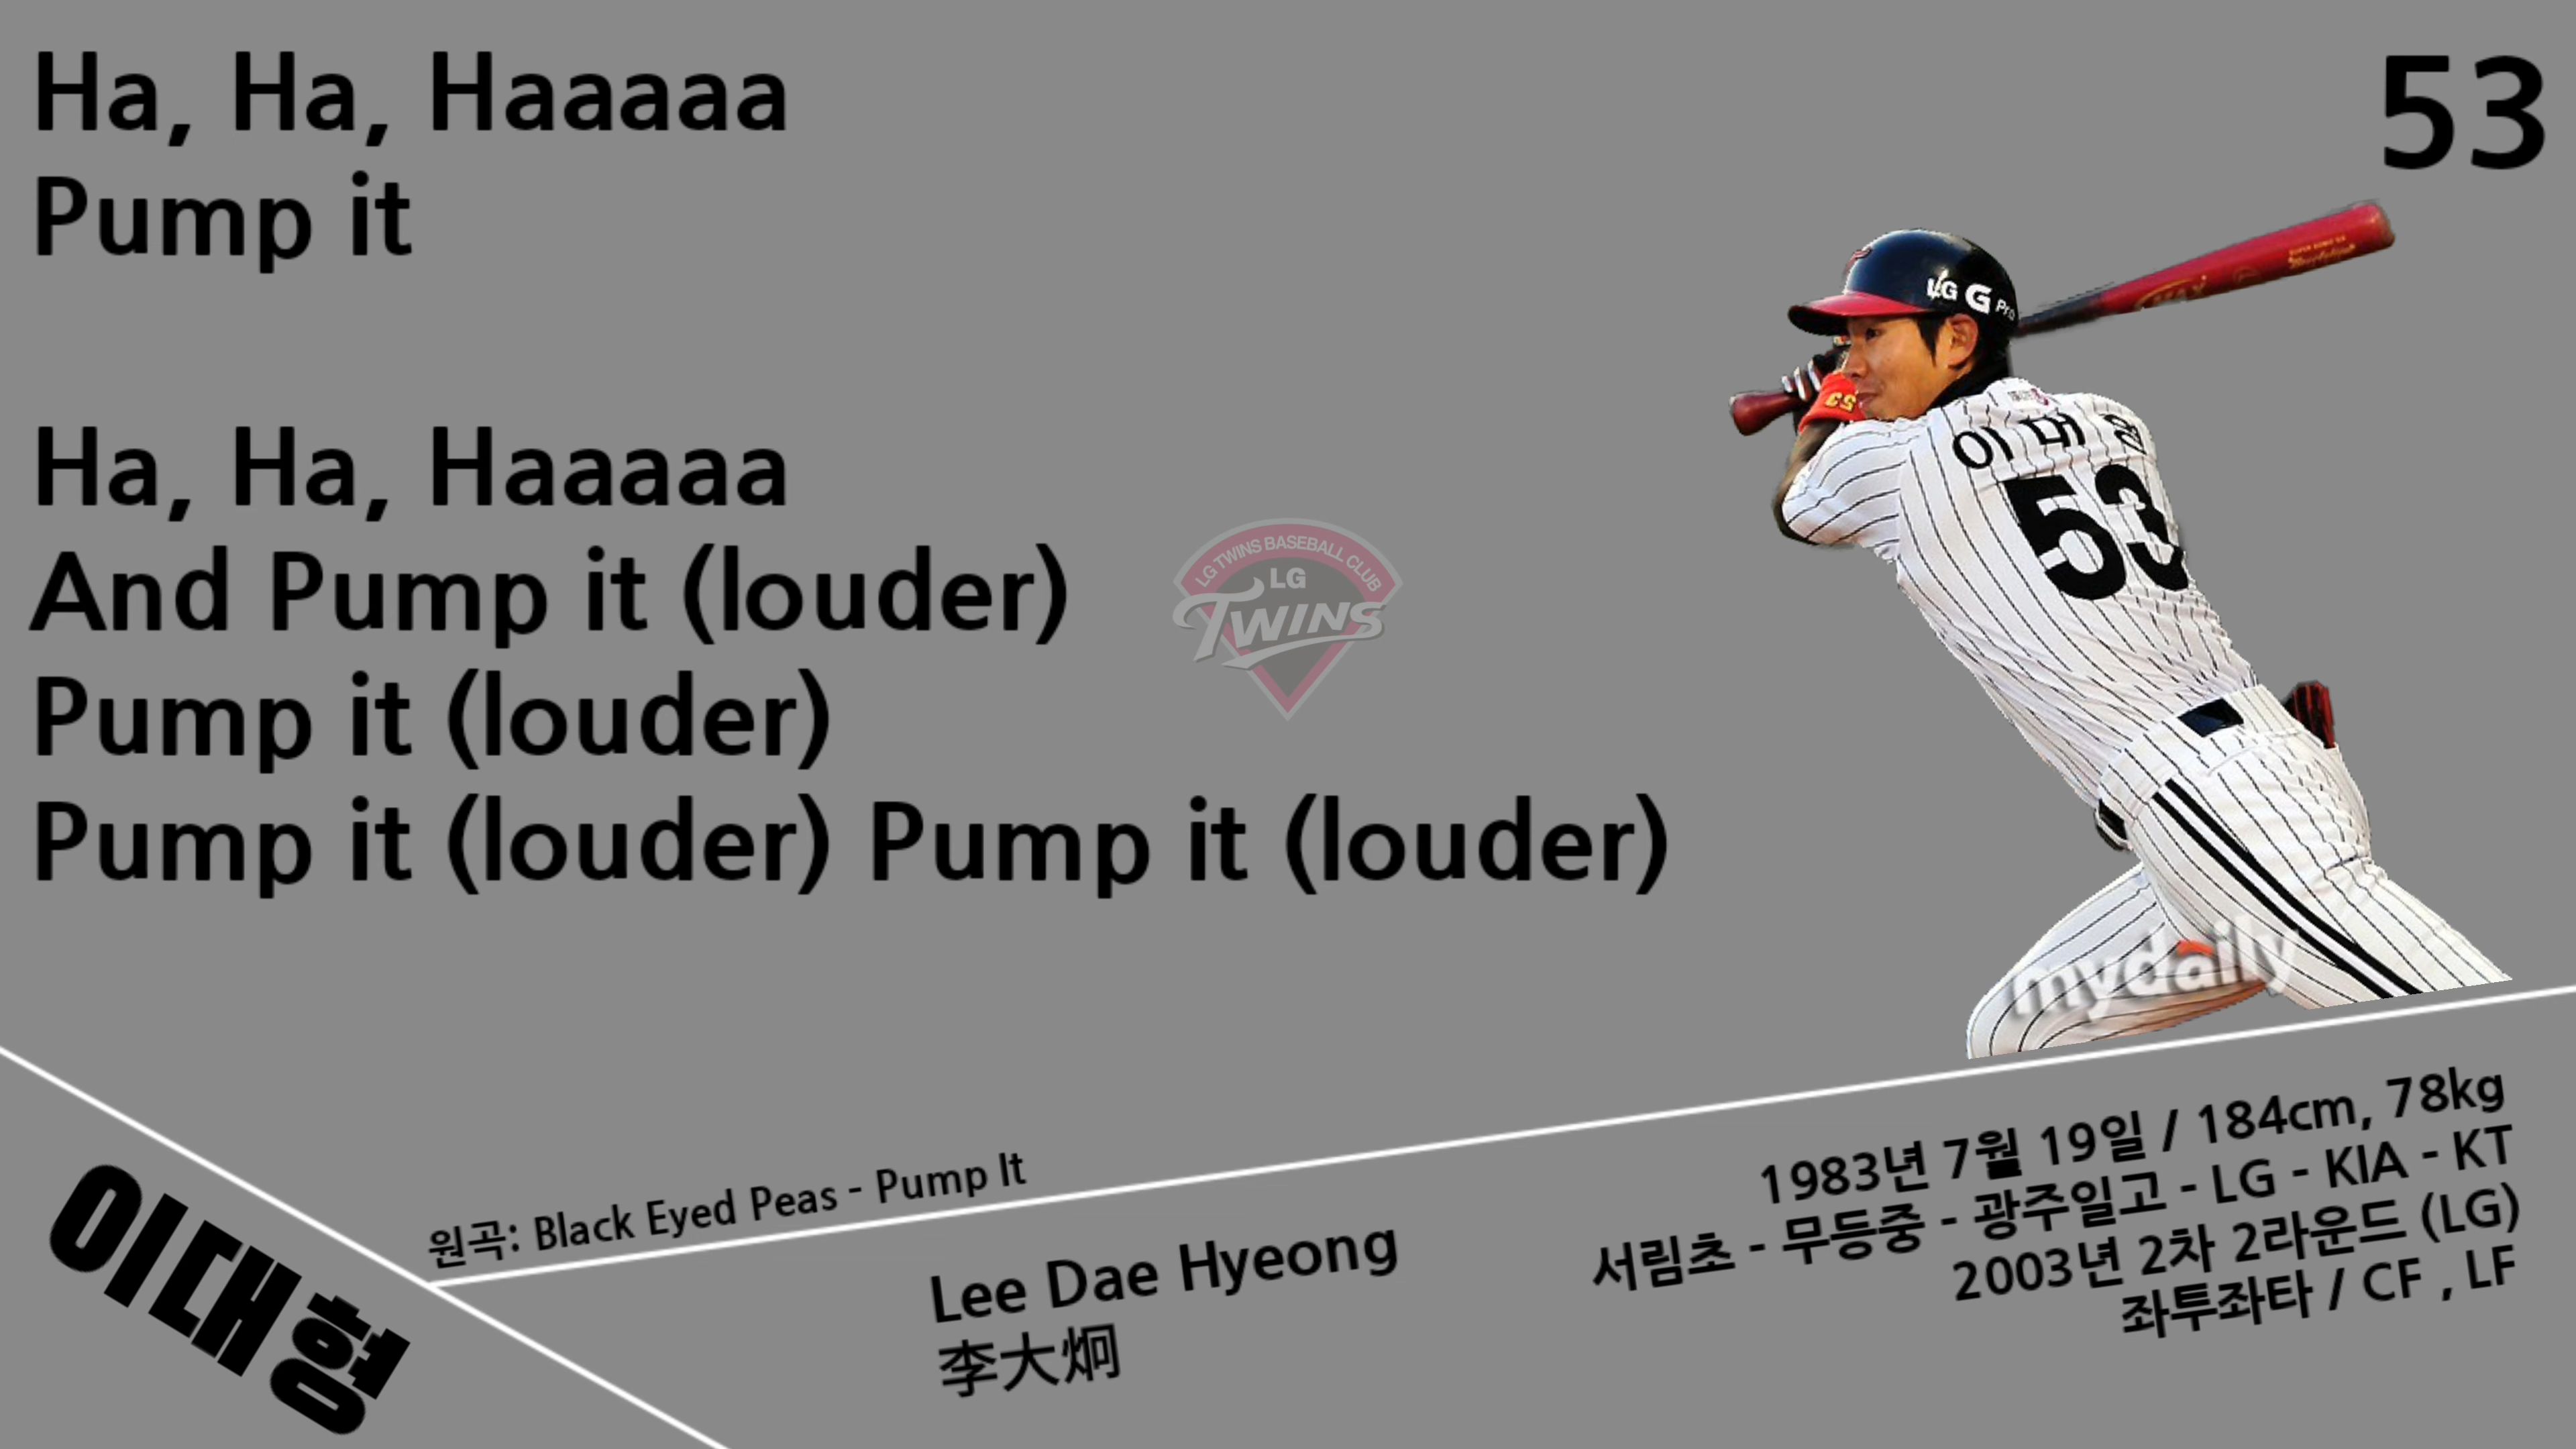 Ha, Ha, Haaaaa
Pump it
Ha, Ha, Haaaaa
And Pump it (louder)
Pump it (louder)
Pump it (louder) Pump it (louder)
53
LG G Pro
53
이대형
53
LG TWINS BASEBALL CLUB
LG
TWINS
mydaily
원곡: Black Eyed Peas - Pump It
이대형
Lee Dae Hyeong
李大炯
1983년 7월 19일 / 184cm, 78kg
서림초 - 무등중 - 광주일고 - LG - KIA - KT
2003년 2차 2라운드 (LG)
좌투좌타 / CF , LF